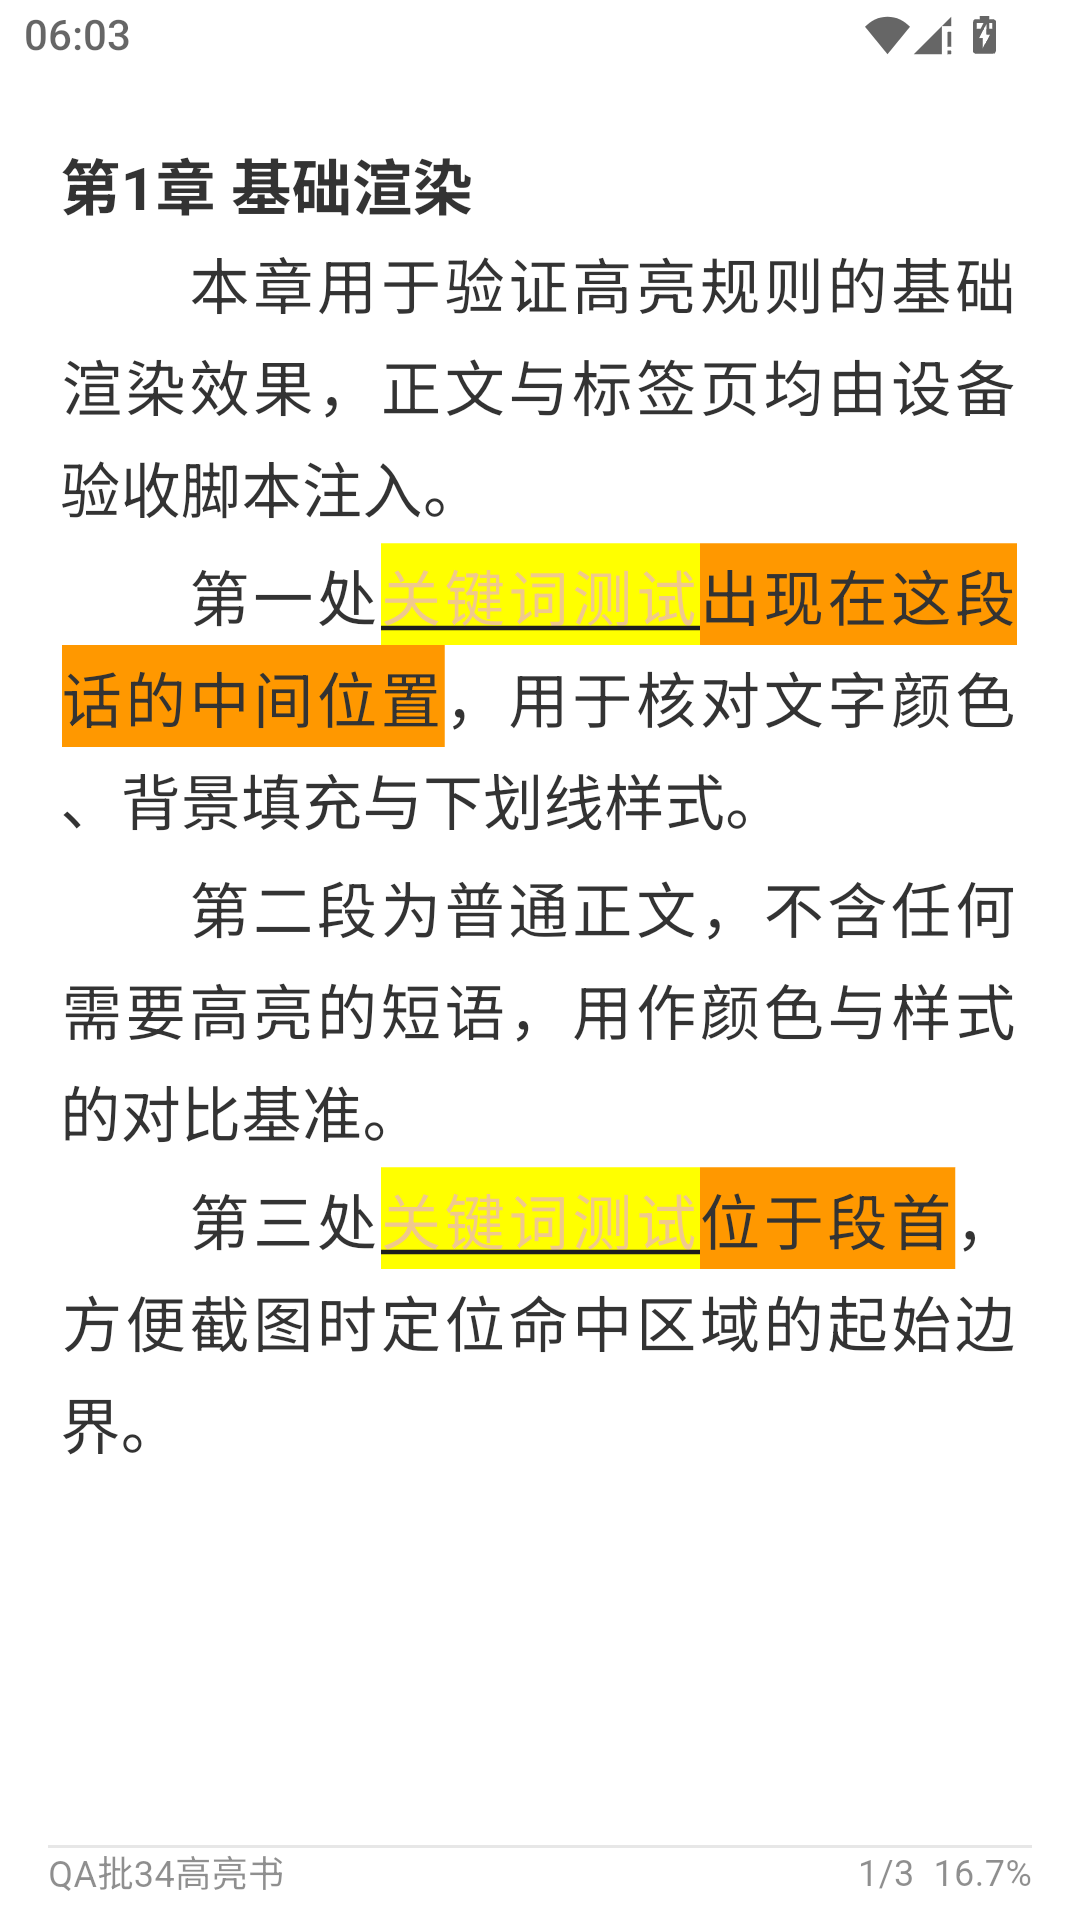 06:03
第1章 基础渲染
本章用于验证高亮规则的基础
渲染效果，正文与标签页均由设备
验收脚本注入。
第一处关键词测试出现在这段
话的中间位置，用于核对文字颜色
、背景填充与下划线样式。
第二段为普通正文，不含任何
需要高亮的短语，用作颜色与样式
的对比基准。
第三处关键词测试位于段首，
方便截图时定位命中区域的起始边
界。
QA批34高亮书 1/3 16.7%